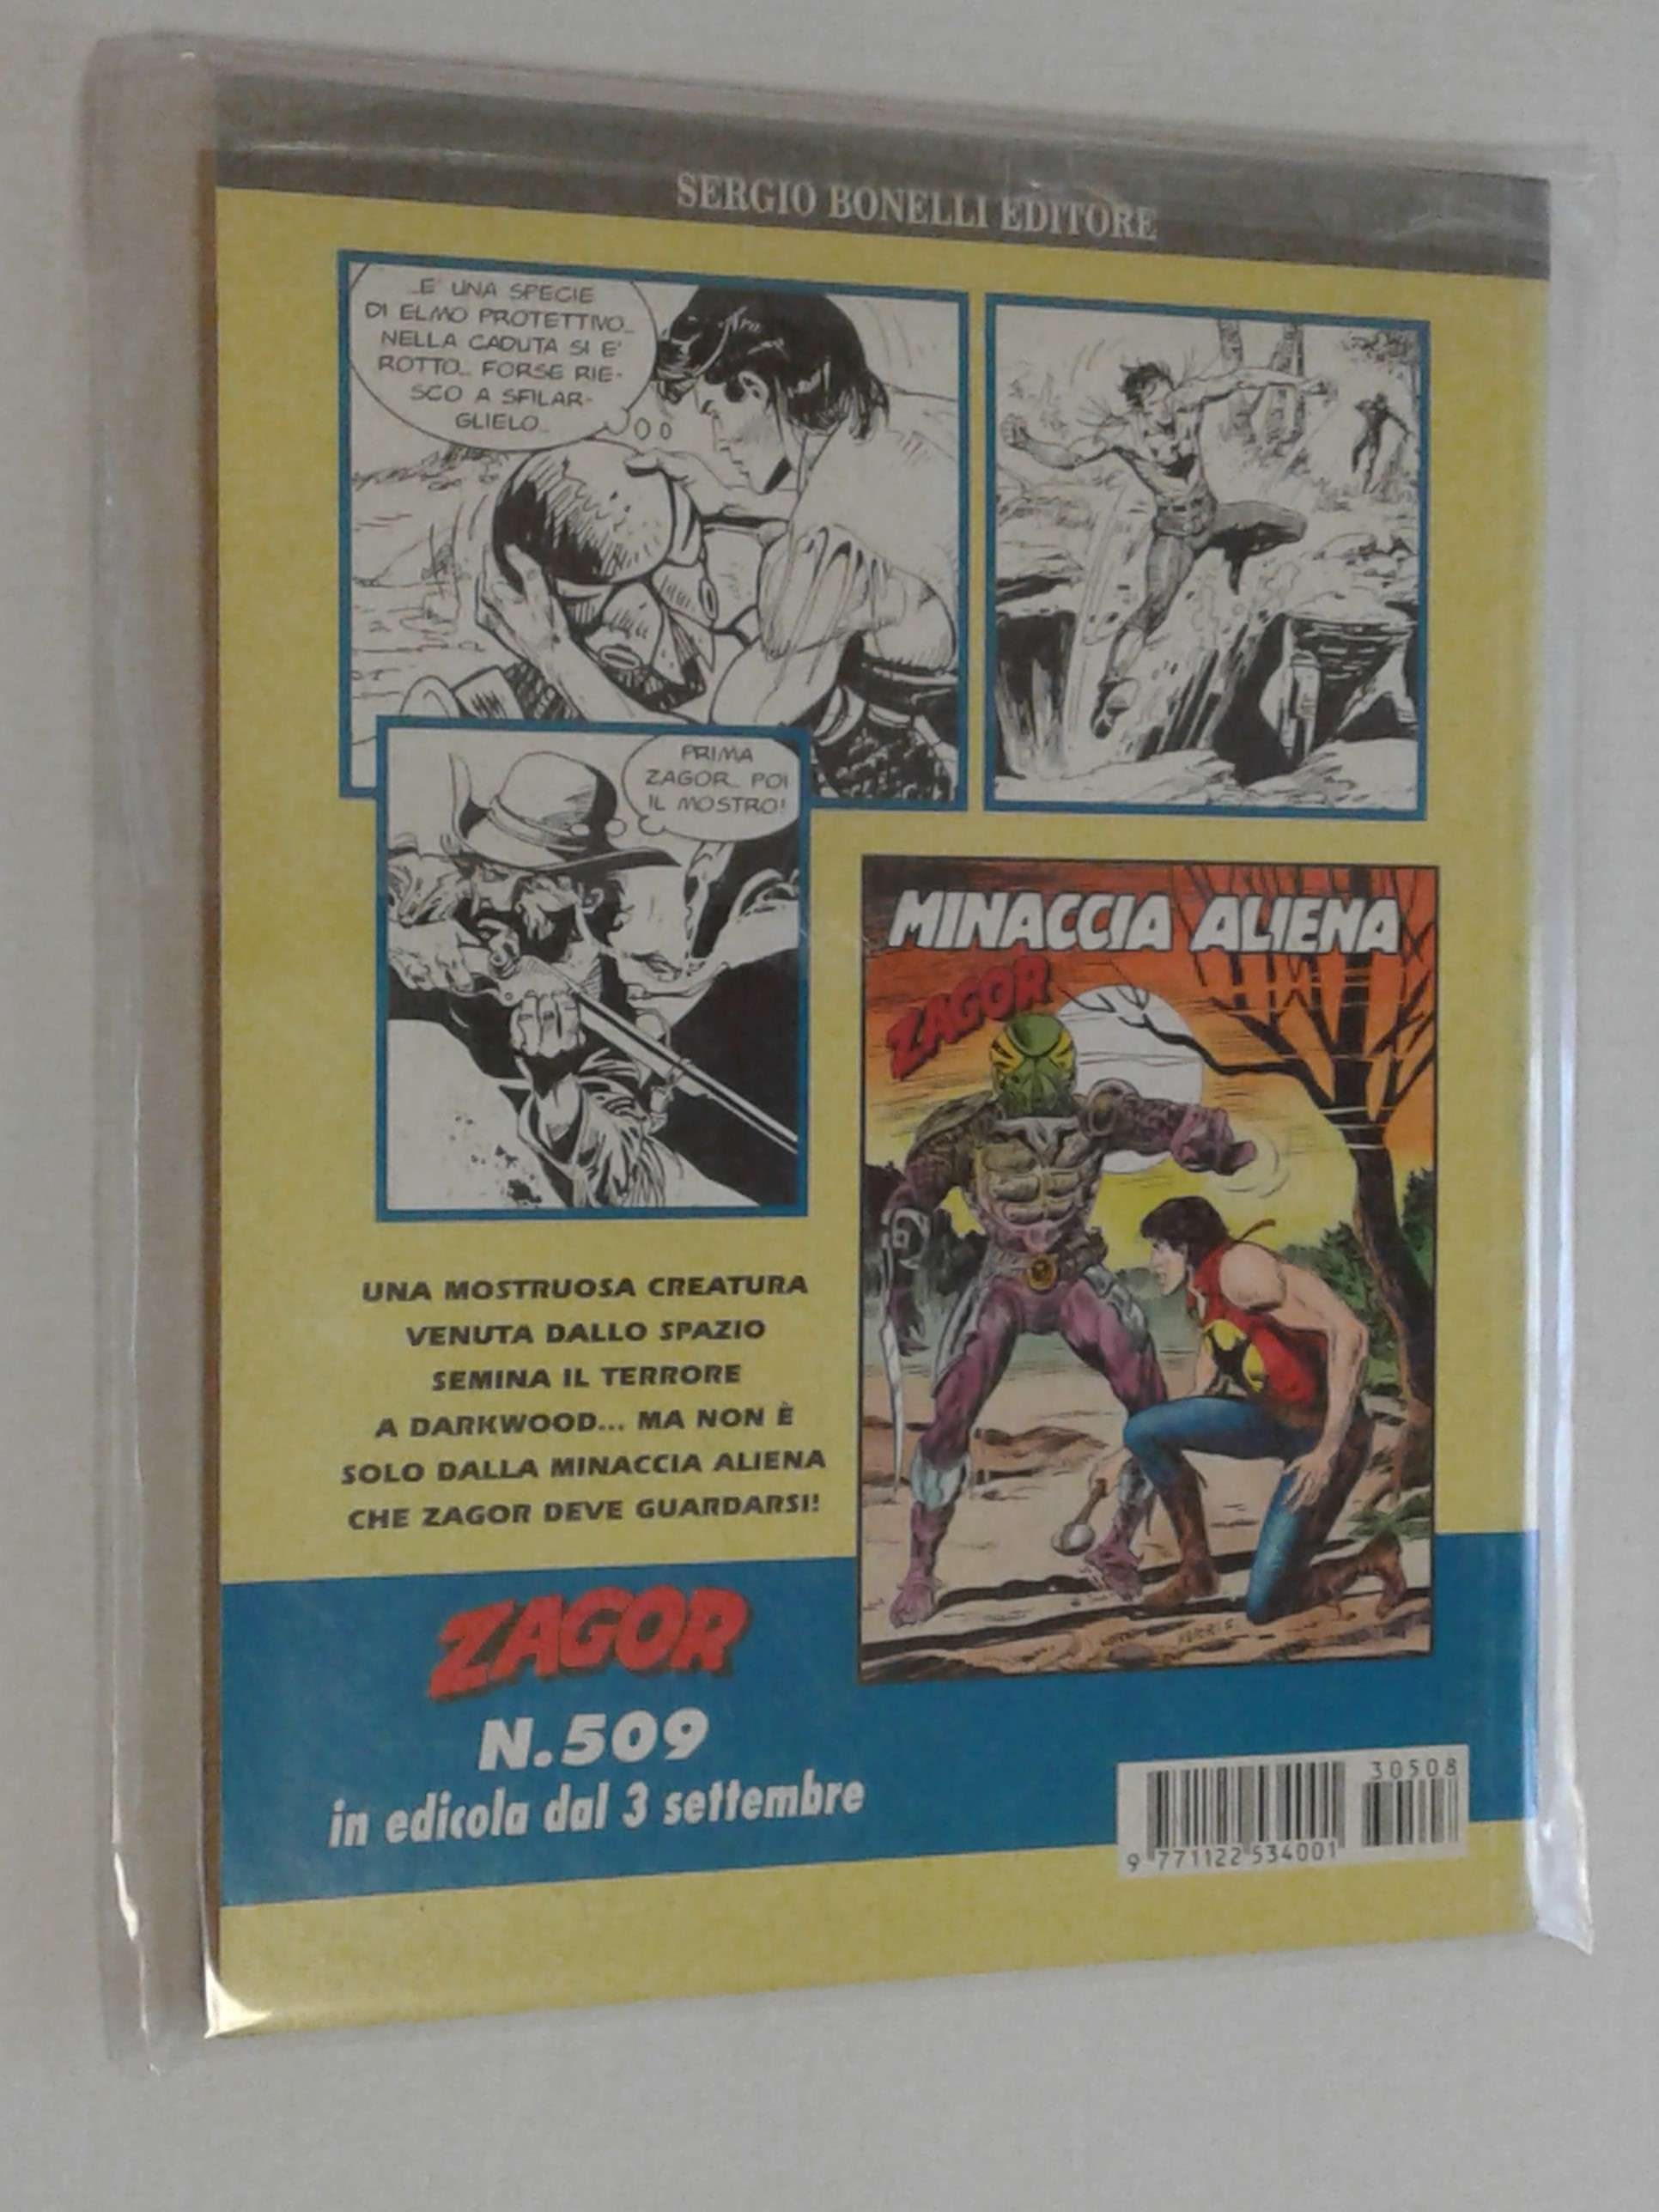 SERGIO BONELLI EDITORE
..E' UNA SPECIE
DI ELMO PROTETTIVO...
NELLA CADUTA SI E'
ROTTO... FORSE RIE-
SCO A SFILAR-
GLIELO...
PRIMA
ZAGOR... POI
IL MOSTRO!
MINACCIA ALIENA
ZAGOR
UNA MOSTRUOSA CREATURA
VENUTA DALLO SPAZIO
SEMINA IL TERRORE
A DARKWOOD... MA NON È
SOLO DALLA MINACCIA ALIENA
CHE ZAGOR DEVE GUARDARSI!
ZAGOR
N.509
in edicola dal 3 settembre
30508
9 771122 534001